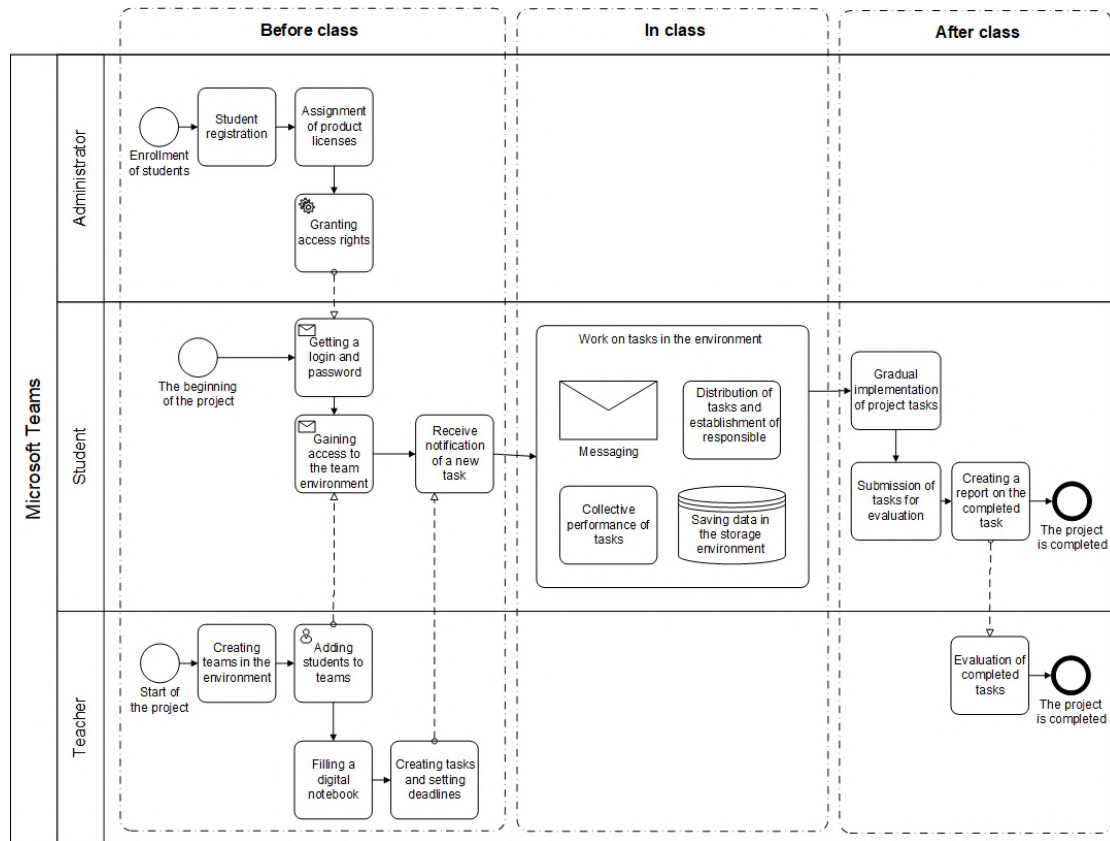 Before class
In class
After class
Microsoft Teams
Administrator
Enrollment
of students
Student
registration
Assignment
of product
licenses
Granting
access rights
Student
The beginning
of the project
Getting a
login and
password
Gaining
access to
the team
environment
Receive
notification
of a new
task
Work on tasks in the environment
Messaging
Distribution of
tasks and
establishment of
responsible
Collective
performance of
tasks
Saving data in
the storage
environment
Gradual
implementation
of project tasks
Submission of
tasks for
evaluation
Creating a
report on the
completed
task
The project
is completed
Teacher
Start of
the project
Creating
teams in the
environment
Adding
students to
teams
Filling a
digital
notebook
Creating tasks
and setting
deadlines
Evaluation of
completed
tasks
The project
is completed